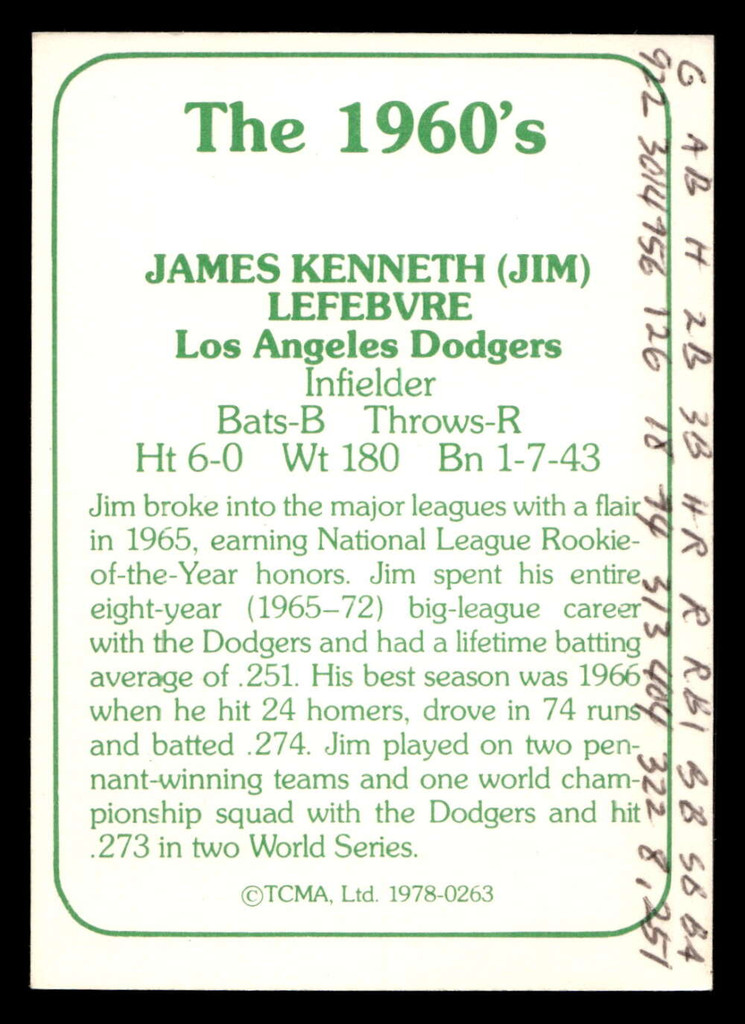 The 1960's
JAMES KENNETH (JIM)
LEFEBVRE
Los Angeles Dodgers
Infielder
Bats-B Throws-R
Ht 6-0 Wt 180 Bn 1-7-43
Jim broke into the major leagues with a flair
in 1965, earning National League Rookie-
of-the-Year honors. Jim spent his entire
eight-year (1965–72) big-league career
with the Dodgers and had a lifetime batting
average of .251. His best season was 1966
when he hit 24 homers, drove in 74 runs
and batted .274. Jim played on two pen-
nant-winning teams and one world cham-
pionship squad with the Dodgers and hit
.273 in two World Series.
©TCMA, Ltd. 1978-0263
G AB H 2B 3B HR R RBI BB SB BA
922 3014 756 126 18 74 313 404 322 8 .251